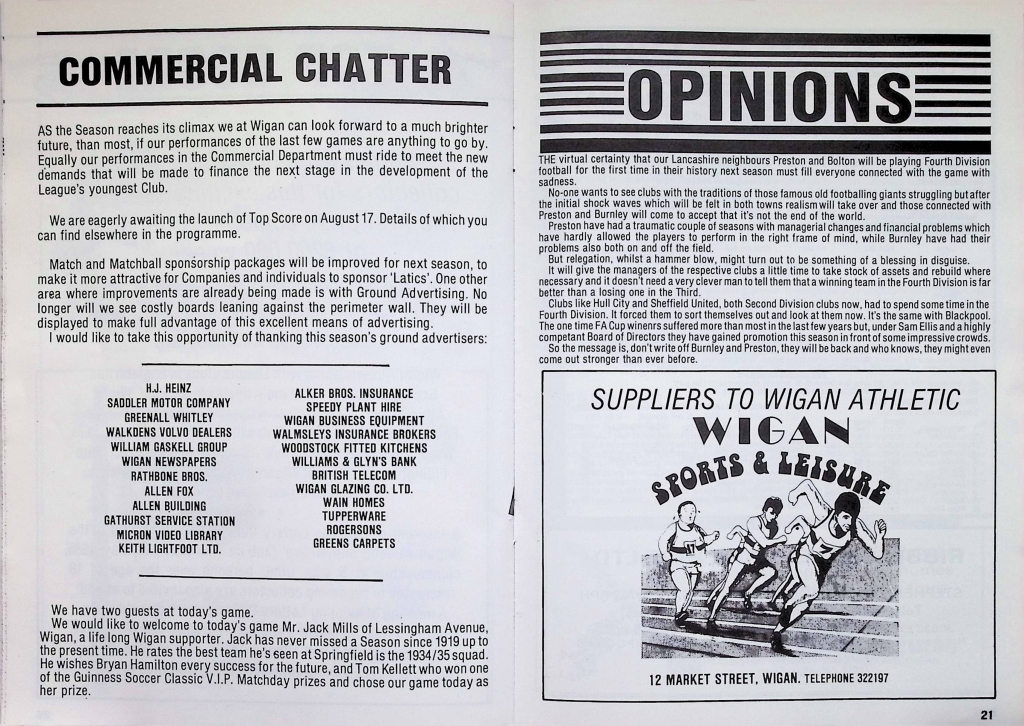 COMMERCIAL CHATTER
AS the Season reaches its climax we at Wigan can look forward to a much brighter
future, than most, if our performances of the last few games are anything to go by.
Equally our performances in the Commercial Department must ride to meet the new
demands that will be made to finance the next stage in the development of the
League's youngest Club.
We are eagerly awaiting the launch of Top Score on August 17. Details of which you
can find elsewhere in the programme.
Match and Matchball sponsorship packages will be improved for next season, to
make it more attractive for Companies and individuals to sponsor 'Latics'. One other
area where improvements are already being made is with Ground Advertising. No
longer will we see costly boards leaning against the perimeter wall. They will be
displayed to make full advantage of this excellent means of advertising.
I would like to take this opportunity of thanking this season's ground advertisers:
H.J. HEINZ
SADDLER MOTOR COMPANY
GREENALL WHITLEY
WALKDENS VOLVO DEALERS
WILLIAM GASKELL GROUP
WIGAN NEWSPAPERS
RATHBONE BROS.
ALLEN FOX
ALLEN BUILDING
GATHURST SERVICE STATION
MICRON VIDEO LIBRARY
KEITH LIGHTFOOT LTD.
ALKER BROS. INSURANCE
SPEEDY PLANT HIRE
WIGAN BUSINESS EQUIPMENT
WALMSLEYS INSURANCE BROKERS
WOODSTOCK FITTED KITCHENS
WILLIAMS & GLYN'S BANK
BRITISH TELECOM
WIGAN GLAZING CO. LTD.
WAIN HOMES
TUPPERWARE
ROGERSONS
GREENS CARPETS
We have two guests at today's game.
We would like to welcome to today's game Mr. Jack Mills of Lessingham Avenue,
Wigan, a life long Wigan supporter. Jack has never missed a Season since 1919 up to
the present time. He rates the best team he's seen at Springfield is the 1934/35 squad.
He wishes Bryan Hamilton every success for the future, and Tom Kellett who won one
of the Guinness Soccer Classic V.I.P. Matchday prizes and chose our game today as
her prize.
OPINIONS
THE virtual certainty that our Lancashire neighbours Preston and Bolton will be playing Fourth Division
football for the first time in their history next season must fill everyone connected with the game with
sadness.
No-one wants to see clubs with the traditions of those famous old footballing giants struggling but after
the initial shock waves which will be felt in both towns realism will take over and those connected with
Preston and Burnley will come to accept that it's not the end of the world.
Preston have had a traumatic couple of seasons with managerial changes and financial problems which
have hardly allowed the players to perform in the right frame of mind, while Burnley have had their
problems also both on and off the field.
But relegation, whilst a hammer blow, might turn out to be something of a blessing in disguise.
It will give the managers of the respective clubs a little time to take stock of assets and rebuild where
necessary and it doesn't need a very clever man to tell them that a winning team in the Fourth Division is far
better than a losing one in the Third.
Clubs like Hull City and Sheffield United, both Second Division clubs now, had to spend some time in the
Fourth Division. It forced them to sort themselves out and look at them now. It's the same with Blackpool.
The one time FA Cup winenrs suffered more than most in the last few years but, under Sam Ellis and a highly
competant Board of Directors they have gained promotion this season in front of some impressive crowds.
So the message is, don't write off Burnley and Preston, they will be back and who knows, they might even
come out stronger than ever before.
SUPPLIERS TO WIGAN ATHLETIC
WIGAN
SPORTS & LEISURE
17
7
12 MARKET STREET, WIGAN. TELEPHONE 322197
21